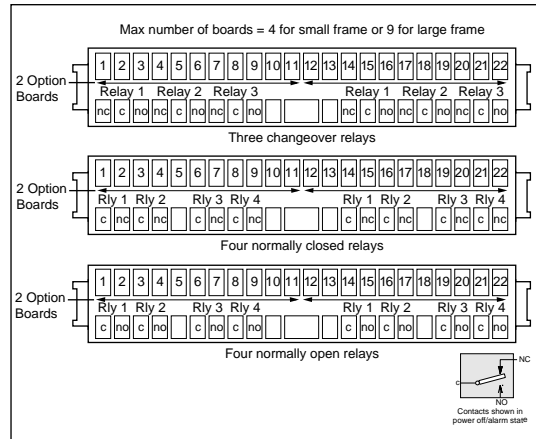 Max number of boards = 4 for small frame or 9 for large frame
2 Option Boards
1 2 3 4 5 6 7 8 9 10 11 12 13 14 15 16 17 18 19 20 21 22
Relay 1 Relay 2 Relay 3 Relay 1 Relay 2 Relay 3
nc c no nc c no nc c no nc c no nc c no nc c no
Three changeover relays
2 Option Boards
1 2 3 4 5 6 7 8 9 10 11 12 13 14 15 16 17 18 19 20 21 22
Rly 1 Rly 2 Rly 3 Rly 4 Rly 1 Rly 2 Rly 3 Rly 4
c nc c nc c nc c nc c nc c nc c nc c nc
Four normally closed relays
2 Option Boards
1 2 3 4 5 6 7 8 9 10 11 12 13 14 15 16 17 18 19 20 21 22
Rly 1 Rly 2 Rly 3 Rly 4 Rly 1 Rly 2 Rly 3 Rly 4
c no c no c no c no c no c no c no c no
Four normally open relays
NC
c
NO
Contacts shown in
power off/alarm state